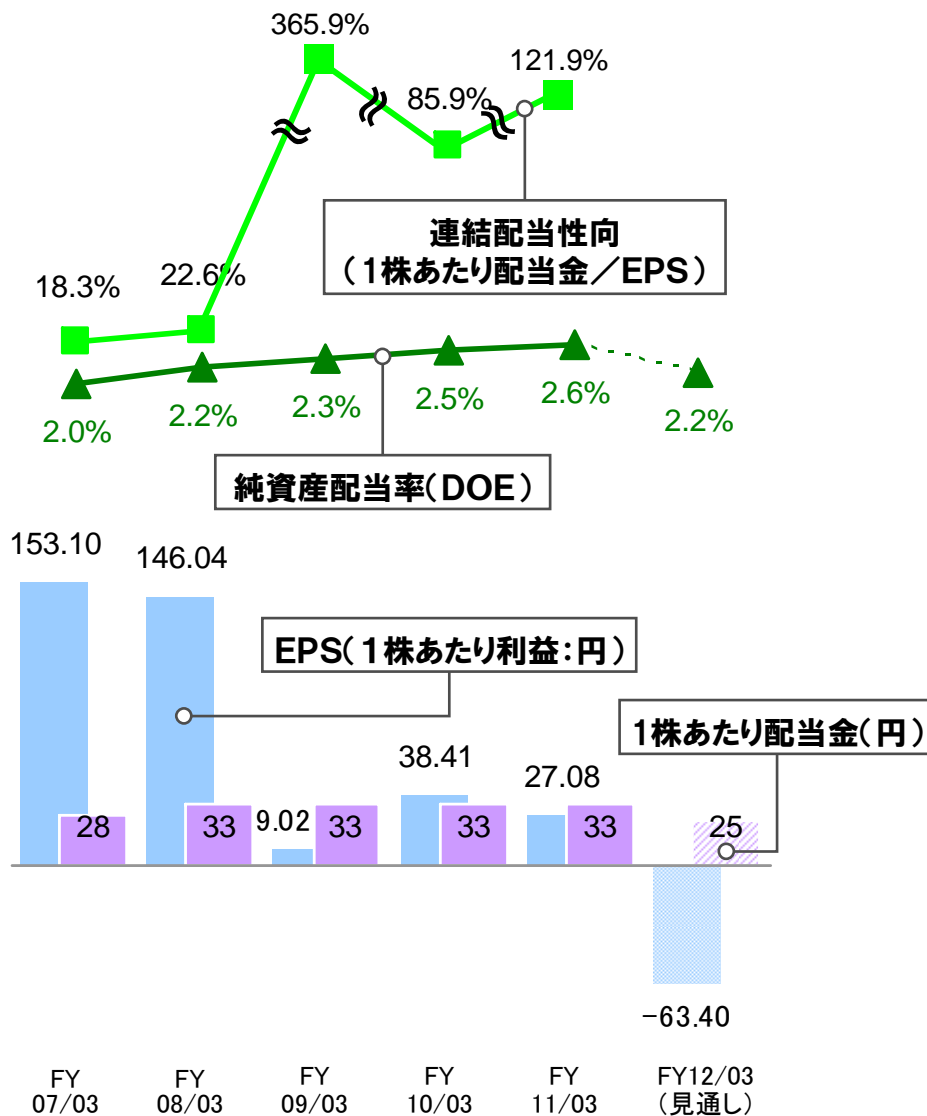 365.9%
121.9%
85.9%
連結配当性向
(1株あたり配当金/EPS)
18.3%
22.6%
2.0%
2.2%
2.3%
2.5%
2.6%
2.2%
純資産配当率(DOE)
153.10
146.04
EPS(1株あたり利益:円)
1株あたり配当金(円)
38.41
27.08
9.02
28
33
33
33
33
25
-63.40
FY
07/03
FY
08/03
FY
09/03
FY
10/03
FY
11/03
FY12/03
(見通し)